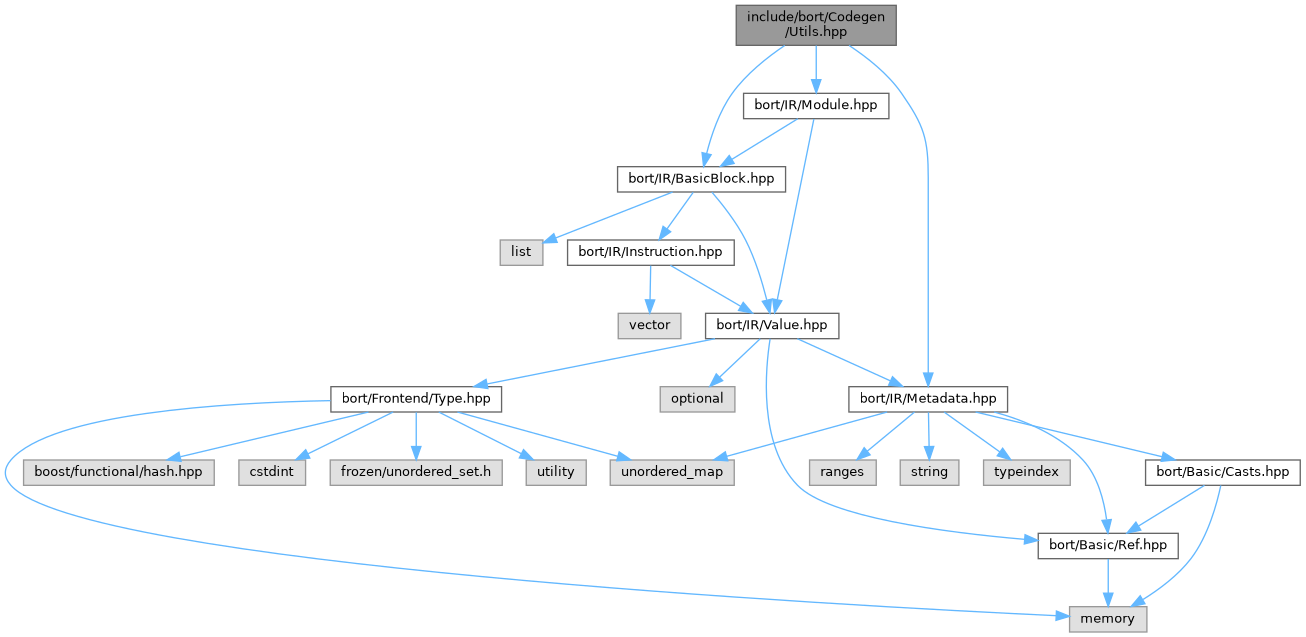 include/bort/Codegen
/Utils.hpp
bort/IR/Module.hpp
bort/IR/BasicBlock.hpp
list
bort/IR/Instruction.hpp
vector
bort/IR/Value.hpp
bort/Frontend/Type.hpp
optional
bort/IR/Metadata.hpp
boost/functional/hash.hpp
cstdint
frozen/unordered_set.h
utility
unordered_map
ranges
string
typeindex
bort/Basic/Casts.hpp
bort/Basic/Ref.hpp
memory